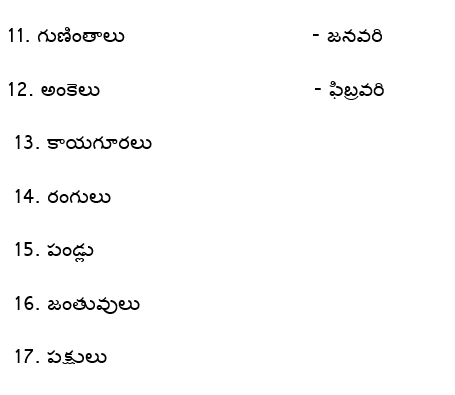 11. గుణింతాలు - జనవరి
12. అంకెలు - ఫిబ్రవరి
13. కాయగూరలు
14. రంగులు
15. పండ్లు
16. జంతువులు
17. పక్షులు